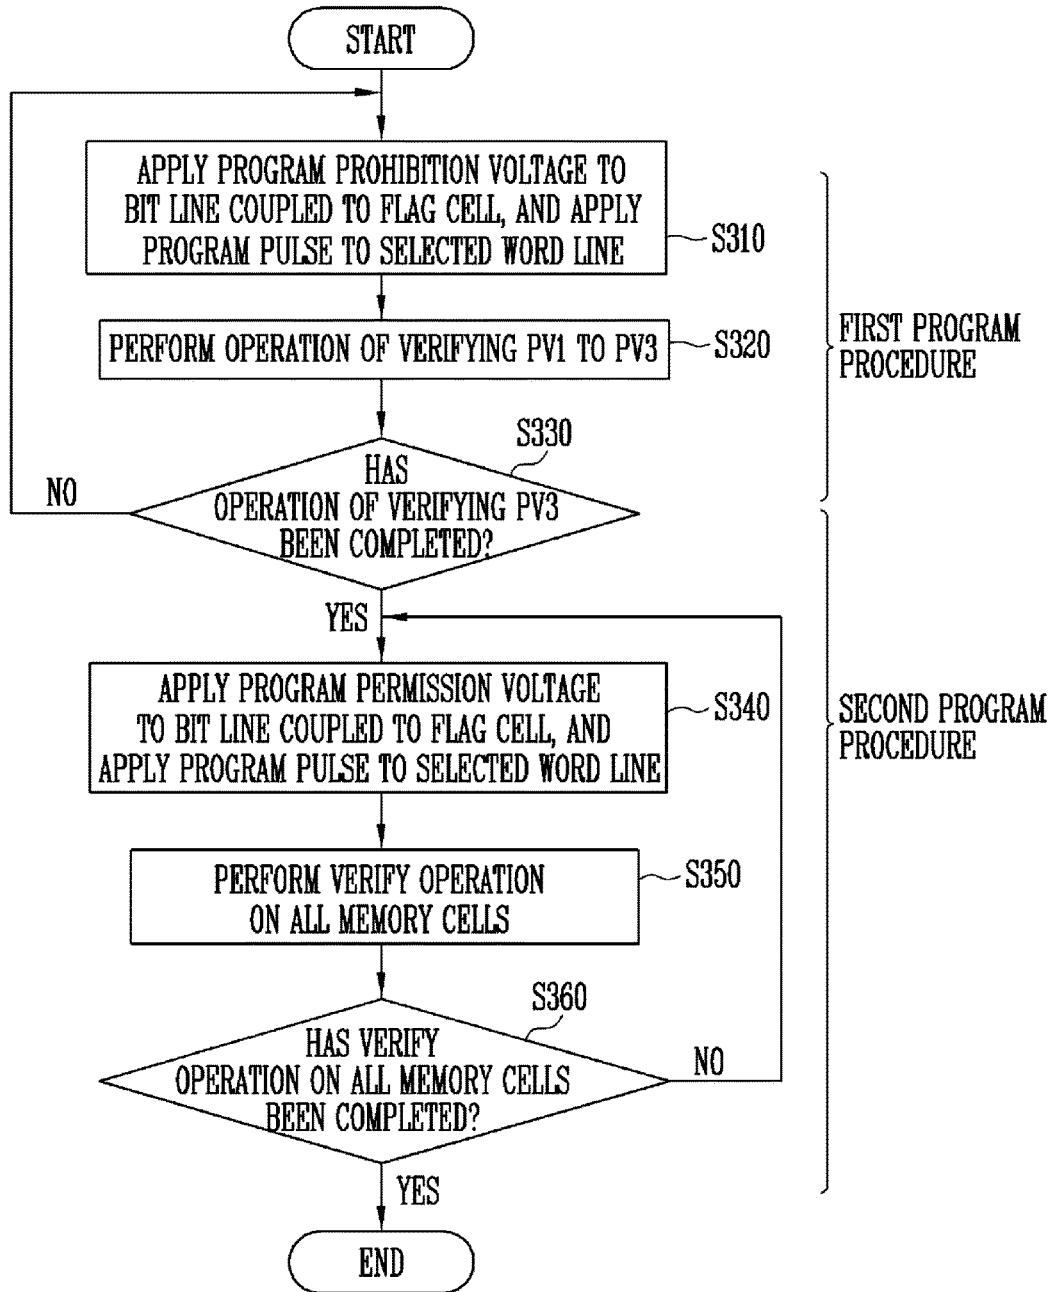 START
APPLY PROGRAM PROHIBITION VOLTAGE TO
BIT LINE COUPLED TO FLAG CELL, AND APPLY
PROGRAM PULSE TO SELECTED WORD LINE
S310
PERFORM OPERATION OF VERIFYING PV1 TO PV3
S320
FIRST PROGRAM
PROCEDURE
S330
HAS
OPERATION OF VERIFYING PV3
BEEN COMPLETED?
NO
YES
APPLY PROGRAM PERMISSION VOLTAGE
TO BIT LINE COUPLED TO FLAG CELL, AND
APPLY PROGRAM PULSE TO SELECTED WORD LINE
S340
SECOND PROGRAM
PROCEDURE
PERFORM VERIFY OPERATION
ON ALL MEMORY CELLS
S350
S360
HAS VERIFY
OPERATION ON ALL MEMORY CELLS
BEEN COMPLETED?
NO
YES
END